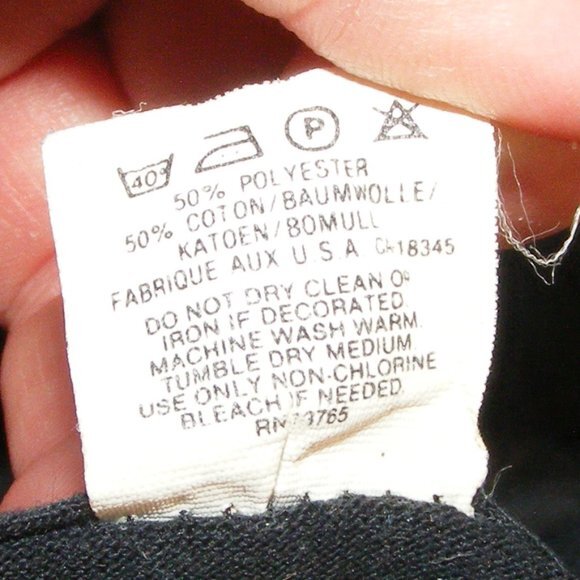 40° P
50% POLYESTER
50% COTON/BAUMWOLLE/
KATOEN/BOMULL
FABRIQUE AUX U.S.A. CA18345
DO NOT DRY CLEAN OR
IRON IF DECORATED.
MACHINE WASH WARM.
TUMBLE DRY MEDIUM.
USE ONLY NON-CHLORINE
BLEACH IF NEEDED.